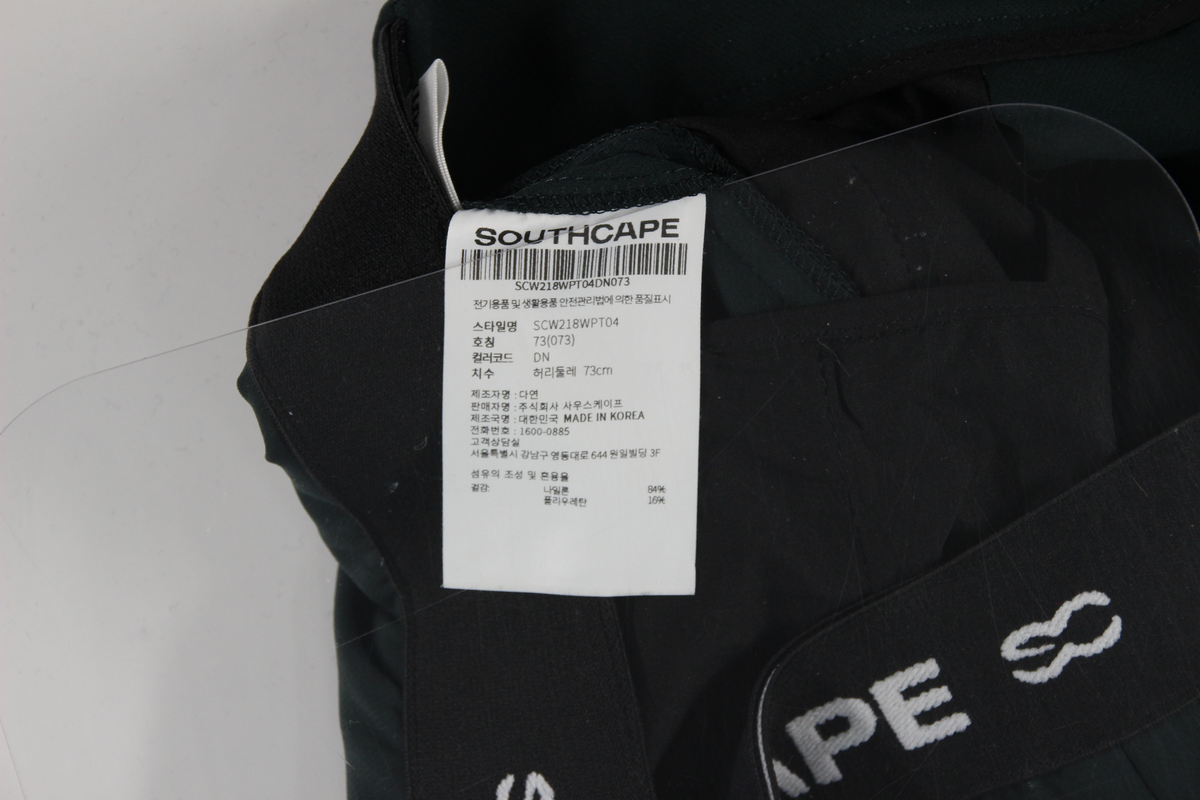 SOUTHCAPE
SCW218WPT04DN073
전기용품 및 생활용품 안전관리법에 의한 품질표시
스타일명 SCW218WPT04
호칭 73(073)
컬러코드 DN
치수 허리둘레 73cm
제조자명 : 다연
판매자명 : 주식회사 사우스케이프
제조국명 : 대한민국 MADE IN KOREA
전화번호 : 1600-0885
고객상담실
서울특별시 강남구 영동대로 644 원일빌딩 3F
섬유의 조성 및 혼용율
겉감: 나일론 84%
폴리우레탄 16%
APE